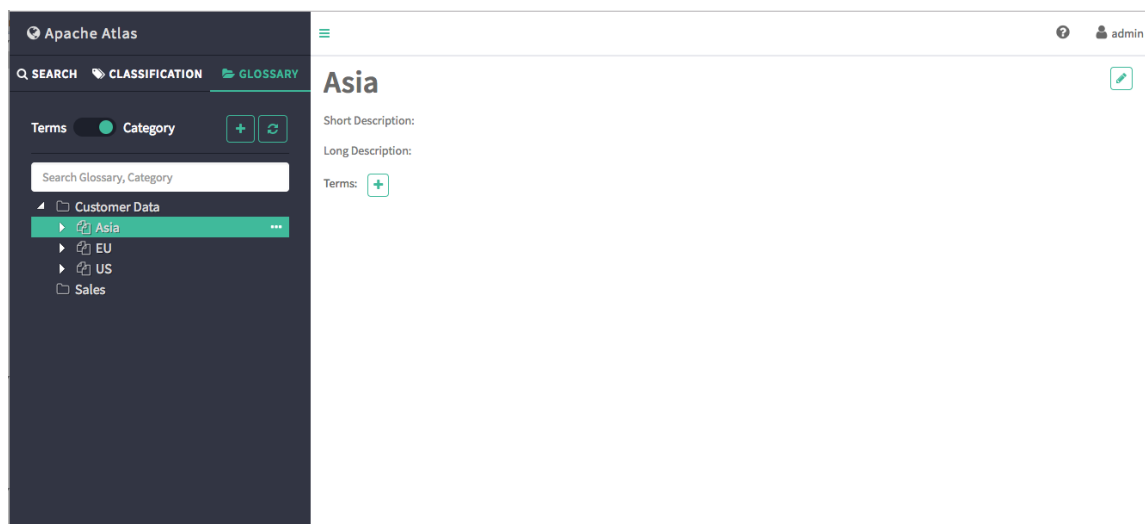 Apache Atlas
admin
SEARCH CLASSIFICATION GLOSSARY
Asia
Terms Category
Short Description:
Long Description:
Search Glossary, Category
Terms:
Customer Data
Asia
EU
US
Sales